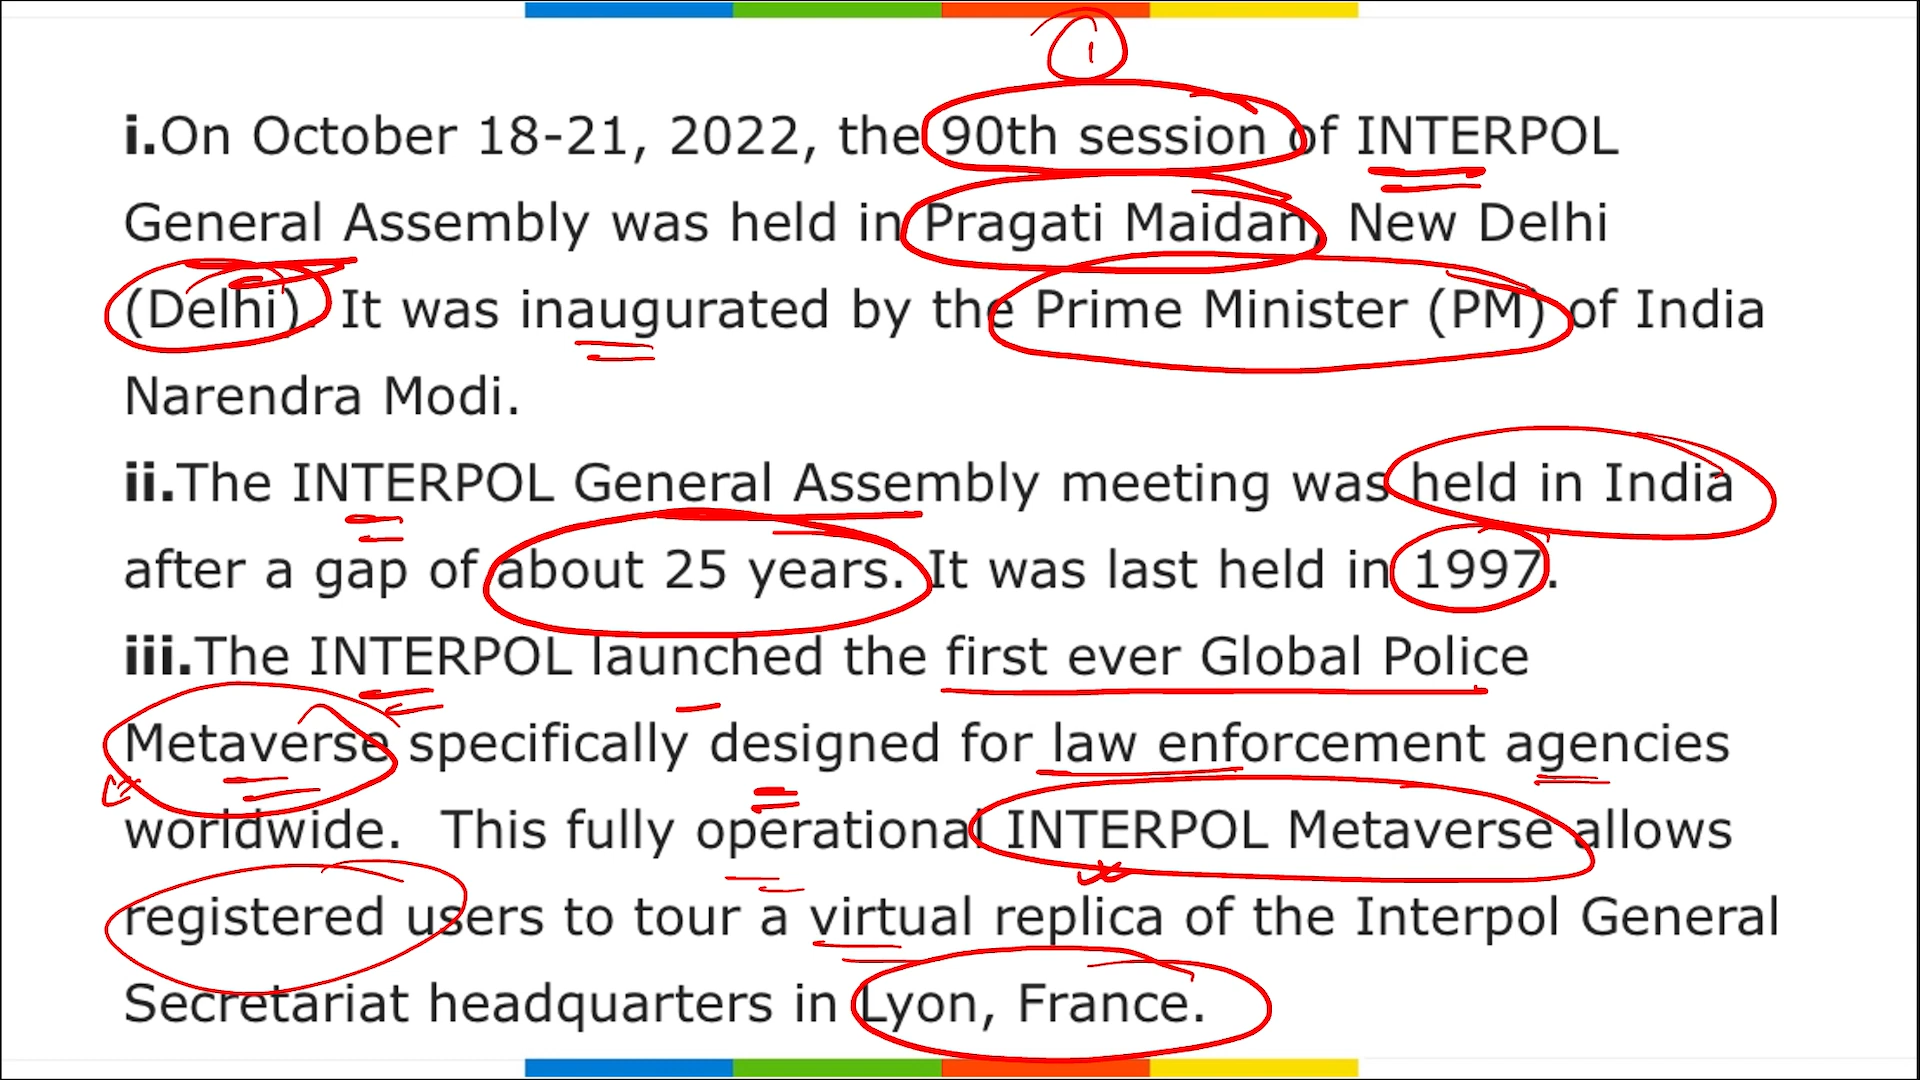 i
i.On October 18-21, 2022, the 90th session of INTERPOL
General Assembly was held in Pragati Maidan, New Delhi
(Delhi). It was inaugurated by the Prime Minister (PM) of India
Narendra Modi.
ii.The INTERPOL General Assembly meeting was held in India
after a gap of about 25 years. It was last held in 1997.
iii.The INTERPOL launched the first ever Global Police
Metaverse specifically designed for law enforcement agencies
worldwide.  This fully operational INTERPOL Metaverse allows
registered users to tour a virtual replica of the Interpol General
Secretariat headquarters in Lyon, France.